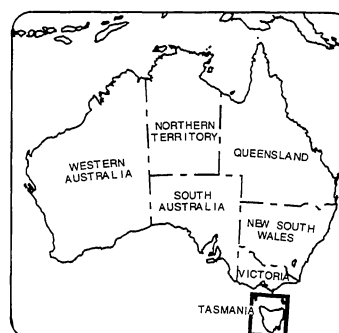 NORTHERN
TERRITORY
WESTERN
AUSTRALIA
QUEENSLAND
SOUTH
AUSTRALIA
NEW SOUTH
WALES
VICTORIA
TASMANIA